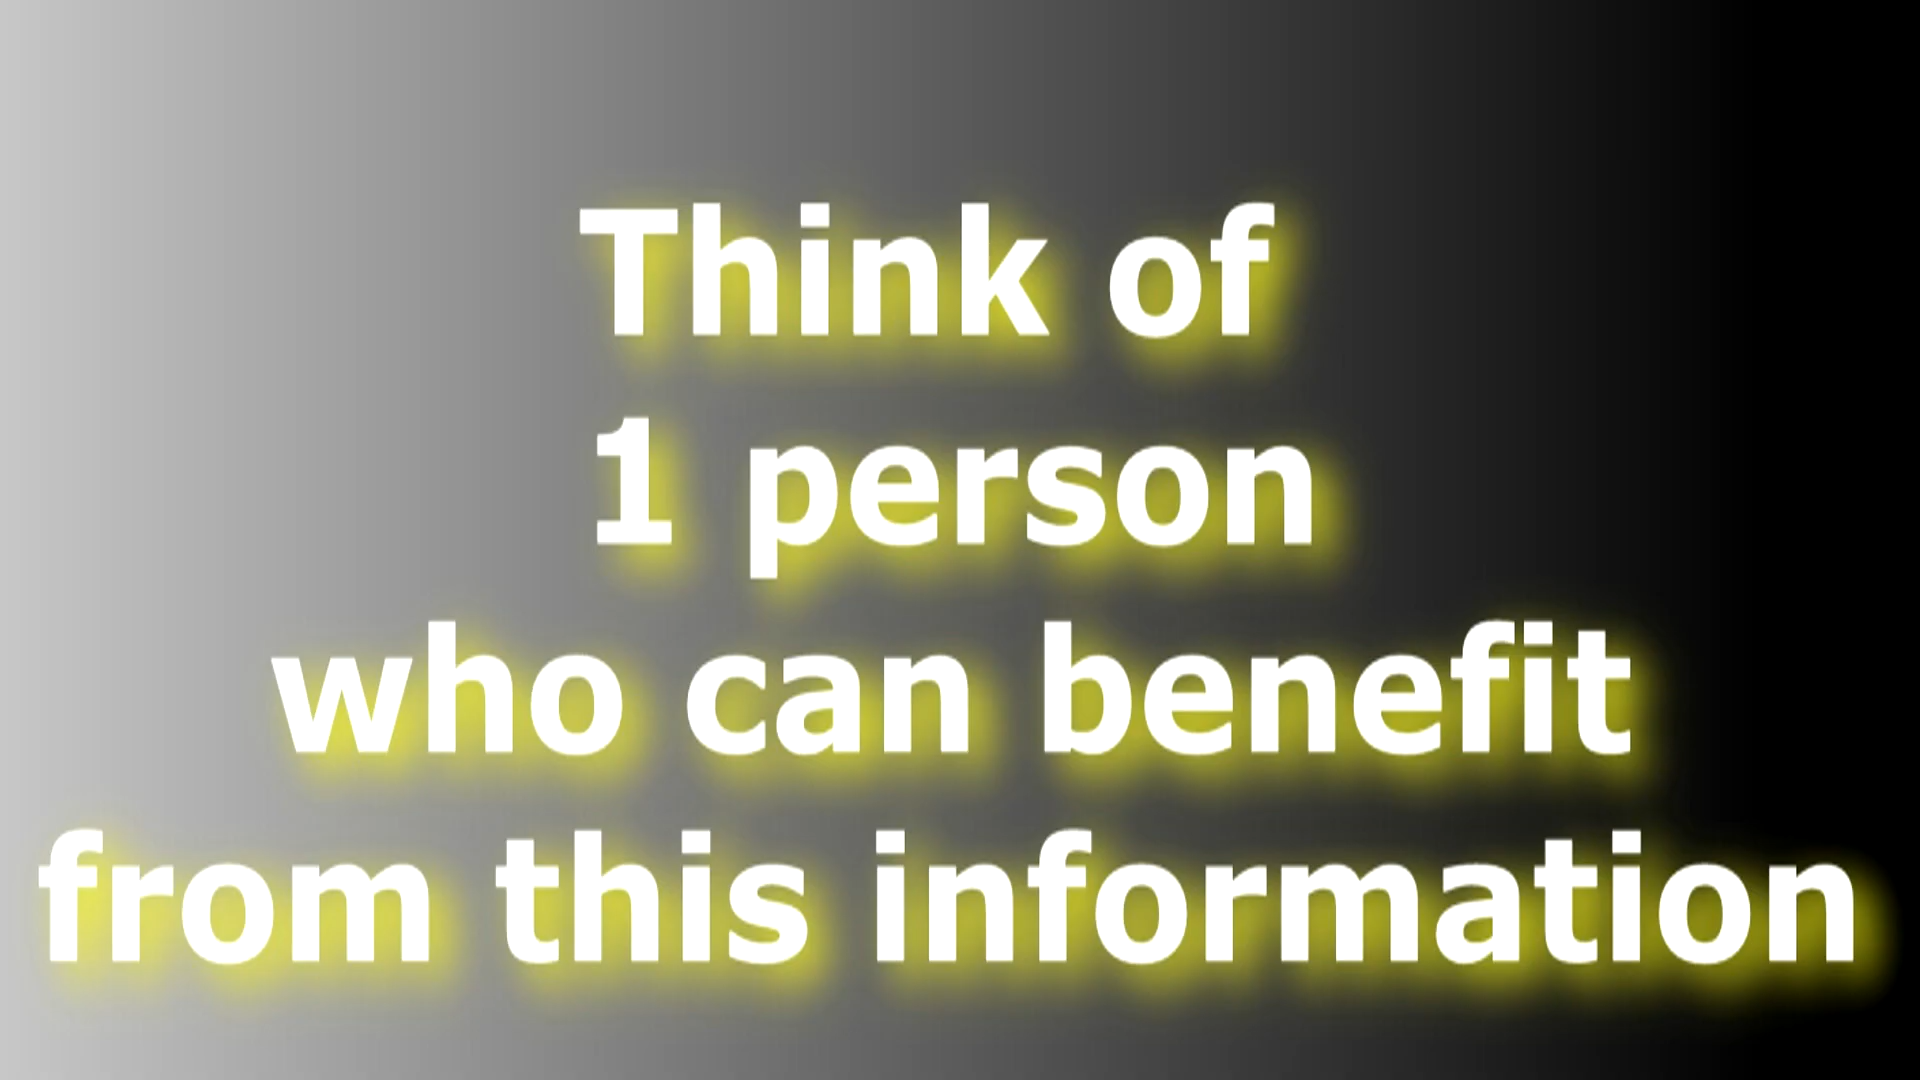 Think of
1 person
who can benefit
from this information